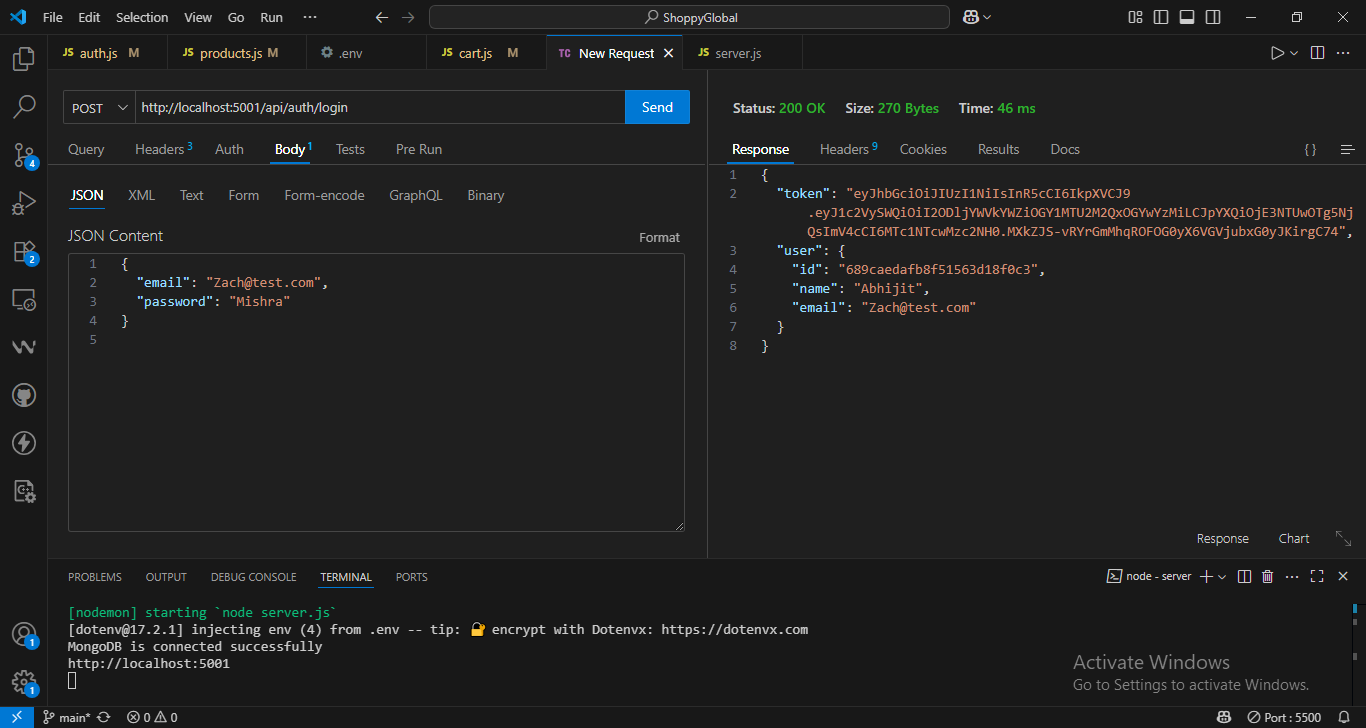 File Edit Selection View Go Run ··· ShoppyGlobal
JS auth.js M JS products.js M .env JS cart.js M TC New Request JS server.js
POST http://localhost:5001/api/auth/login Send
Status: 200 OK Size: 270 Bytes Time: 46 ms
Query Headers 3 Auth Body 1 Tests Pre Run
Response Headers 9 Cookies Results Docs { }
JSON XML Text Form Form-encode GraphQL Binary
JSON Content Format
1 {
2 "email": "Zach@test.com",
3 "password": "Mishra"
4 }
5
1 {
2 "token": "eyJhbGciOiJIUzI1NiIsInR5cCI6IkpXVCJ9
.eyJ1c2VySWQiOiI2ODljYWVkYWZiOGY1MTU2M2QxOGYwYzMiLCJpYXQiOjE3NTUwOTg5Nj
QsImV4cCI6MTc1NTcwMzc2NH0.MXkZJS-vRYrGmMhqROFOG0yX6VGVjubxG0yJKirgC74",
3 "user": {
4 "id": "689caedafb8f51563d18f0c3",
5 "name": "Abhijit",
6 "email": "Zach@test.com"
7 }
8 }
Response Chart
PROBLEMS OUTPUT DEBUG CONSOLE TERMINAL PORTS node - server
[nodemon] starting `node server.js`
[dotenv@17.2.1] injecting env (4) from .env -- tip: 🔐 encrypt with Dotenvx: https://dotenvx.com
MongoDB is connected successfully
http://localhost:5001
Activate Windows
Go to Settings to activate Windows.
4
2
1
1
main* 0 0 Port : 5500